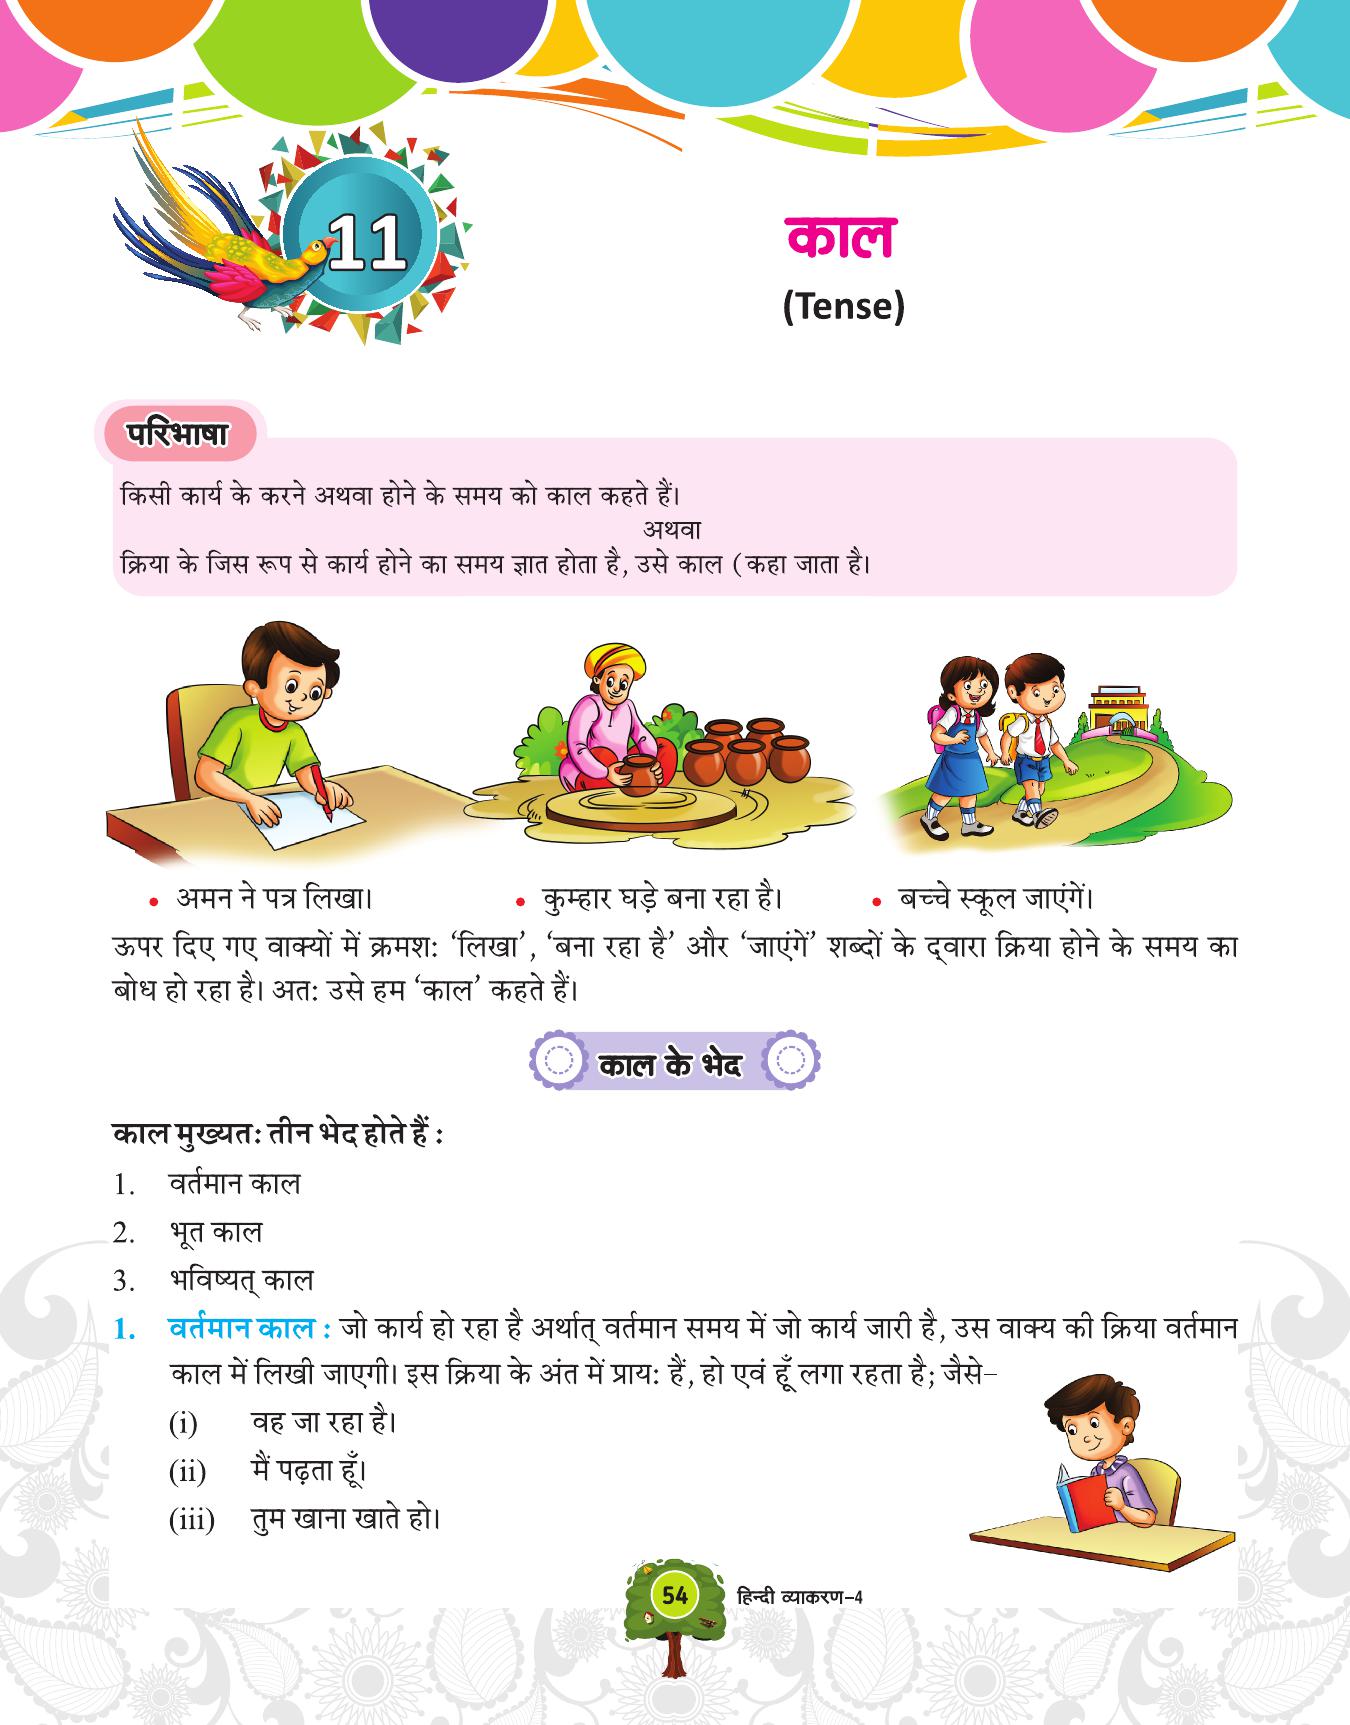 11
काल
(Tense)
परिभाषा
किसी कार्य के करने अथवा होने के समय को काल कहते हैं।
अथवा
क्रिया के जिस रूप से कार्य होने का समय ज्ञात होता है, उसे काल (कहा जाता है।
• अमन ने पत्र लिखा। • कुम्हार घड़े बना रहा है। • बच्चे स्कूल जाएंगें।
ऊपर दिए गए वाक्यों में क्रमश: ‘लिखा’, ‘बना रहा है’ और ‘जाएंगें’ शब्दों के द्वारा क्रिया होने के समय का
बोध हो रहा है। अत: उसे हम ‘काल’ कहते हैं।
काल के भेद
काल मुख्यत: तीन भेद होते हैं :
1. वर्तमान काल
2. भूत काल
3. भविष्यत् काल
1. वर्तमान काल : जो कार्य हो रहा है अर्थात् वर्तमान समय में जो कार्य जारी है, उस वाक्य की क्रिया वर्तमान
काल में लिखी जाएगी। इस क्रिया के अंत में प्राय: हैं, हो एवं हूँ लगा रहता है; जैसे–
(i) वह जा रहा है।
(ii) मैं पढ़ता हूँ।
(iii) तुम खाना खाते हो।
54 हिन्दी व्याकरण–4